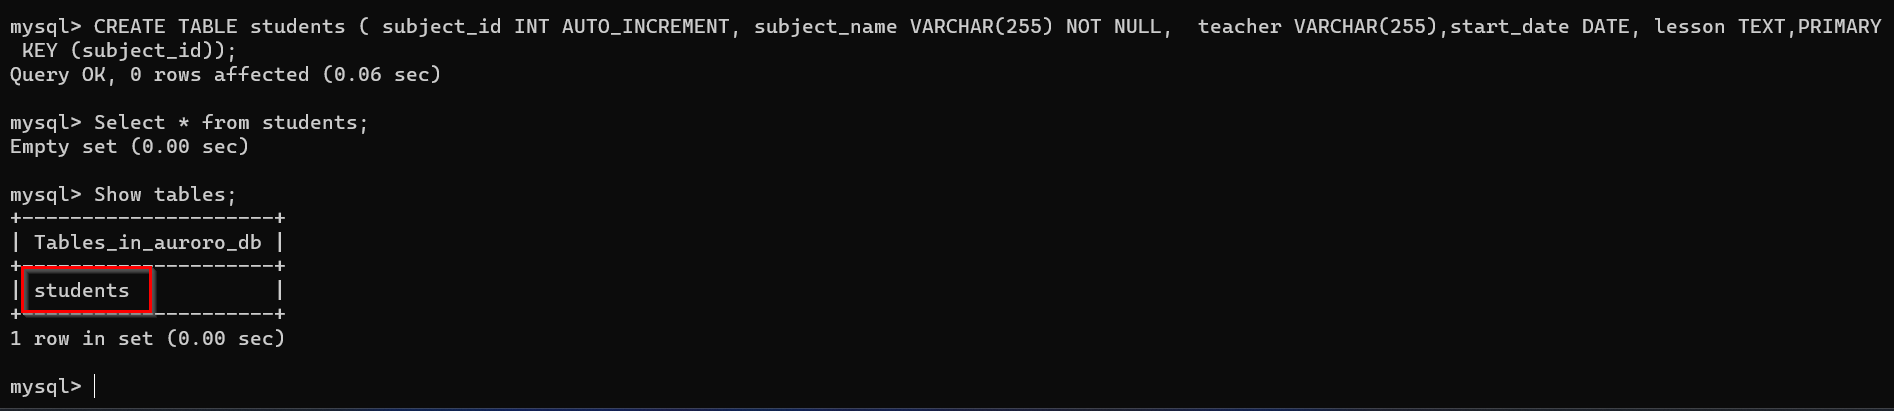 mysql> CREATE TABLE students ( subject_id INT AUTO_INCREMENT, subject_name VARCHAR(255) NOT NULL,  teacher VARCHAR(255),start_date DATE, lesson TEXT,PRIMARY
 KEY (subject_id));
Query OK, 0 rows affected (0.06 sec)
mysql> Select * from students;
Empty set (0.00 sec)
mysql> Show tables;
+---------------------+
| Tables_in_auroro_db |
+---------------------+
| students            |
+---------------------+
1 row in set (0.00 sec)
mysql>